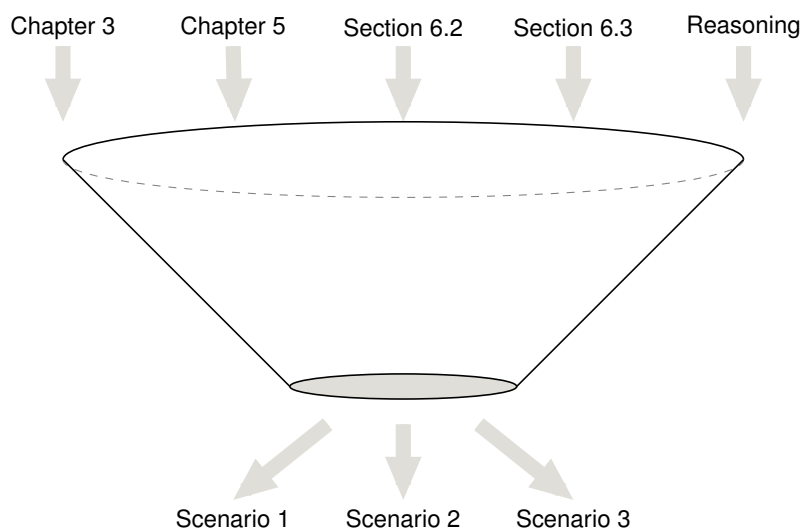 Chapter 3 Chapter 5 Section 6.2 Section 6.3 Reasoning
Scenario 1 Scenario 2 Scenario 3